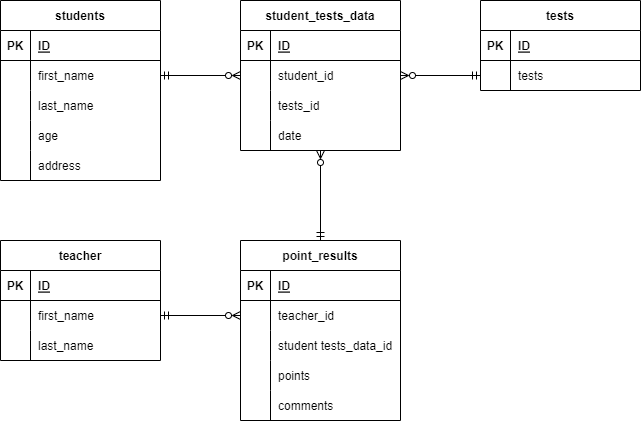 students
PK ID
first_name
last_name
age
address
student_tests_data
PK ID
student_id
tests_id
date
tests
PK ID
tests
teacher
PK ID
first_name
last_name
point_results
PK ID
teacher_id
student tests_data_id
points
comments